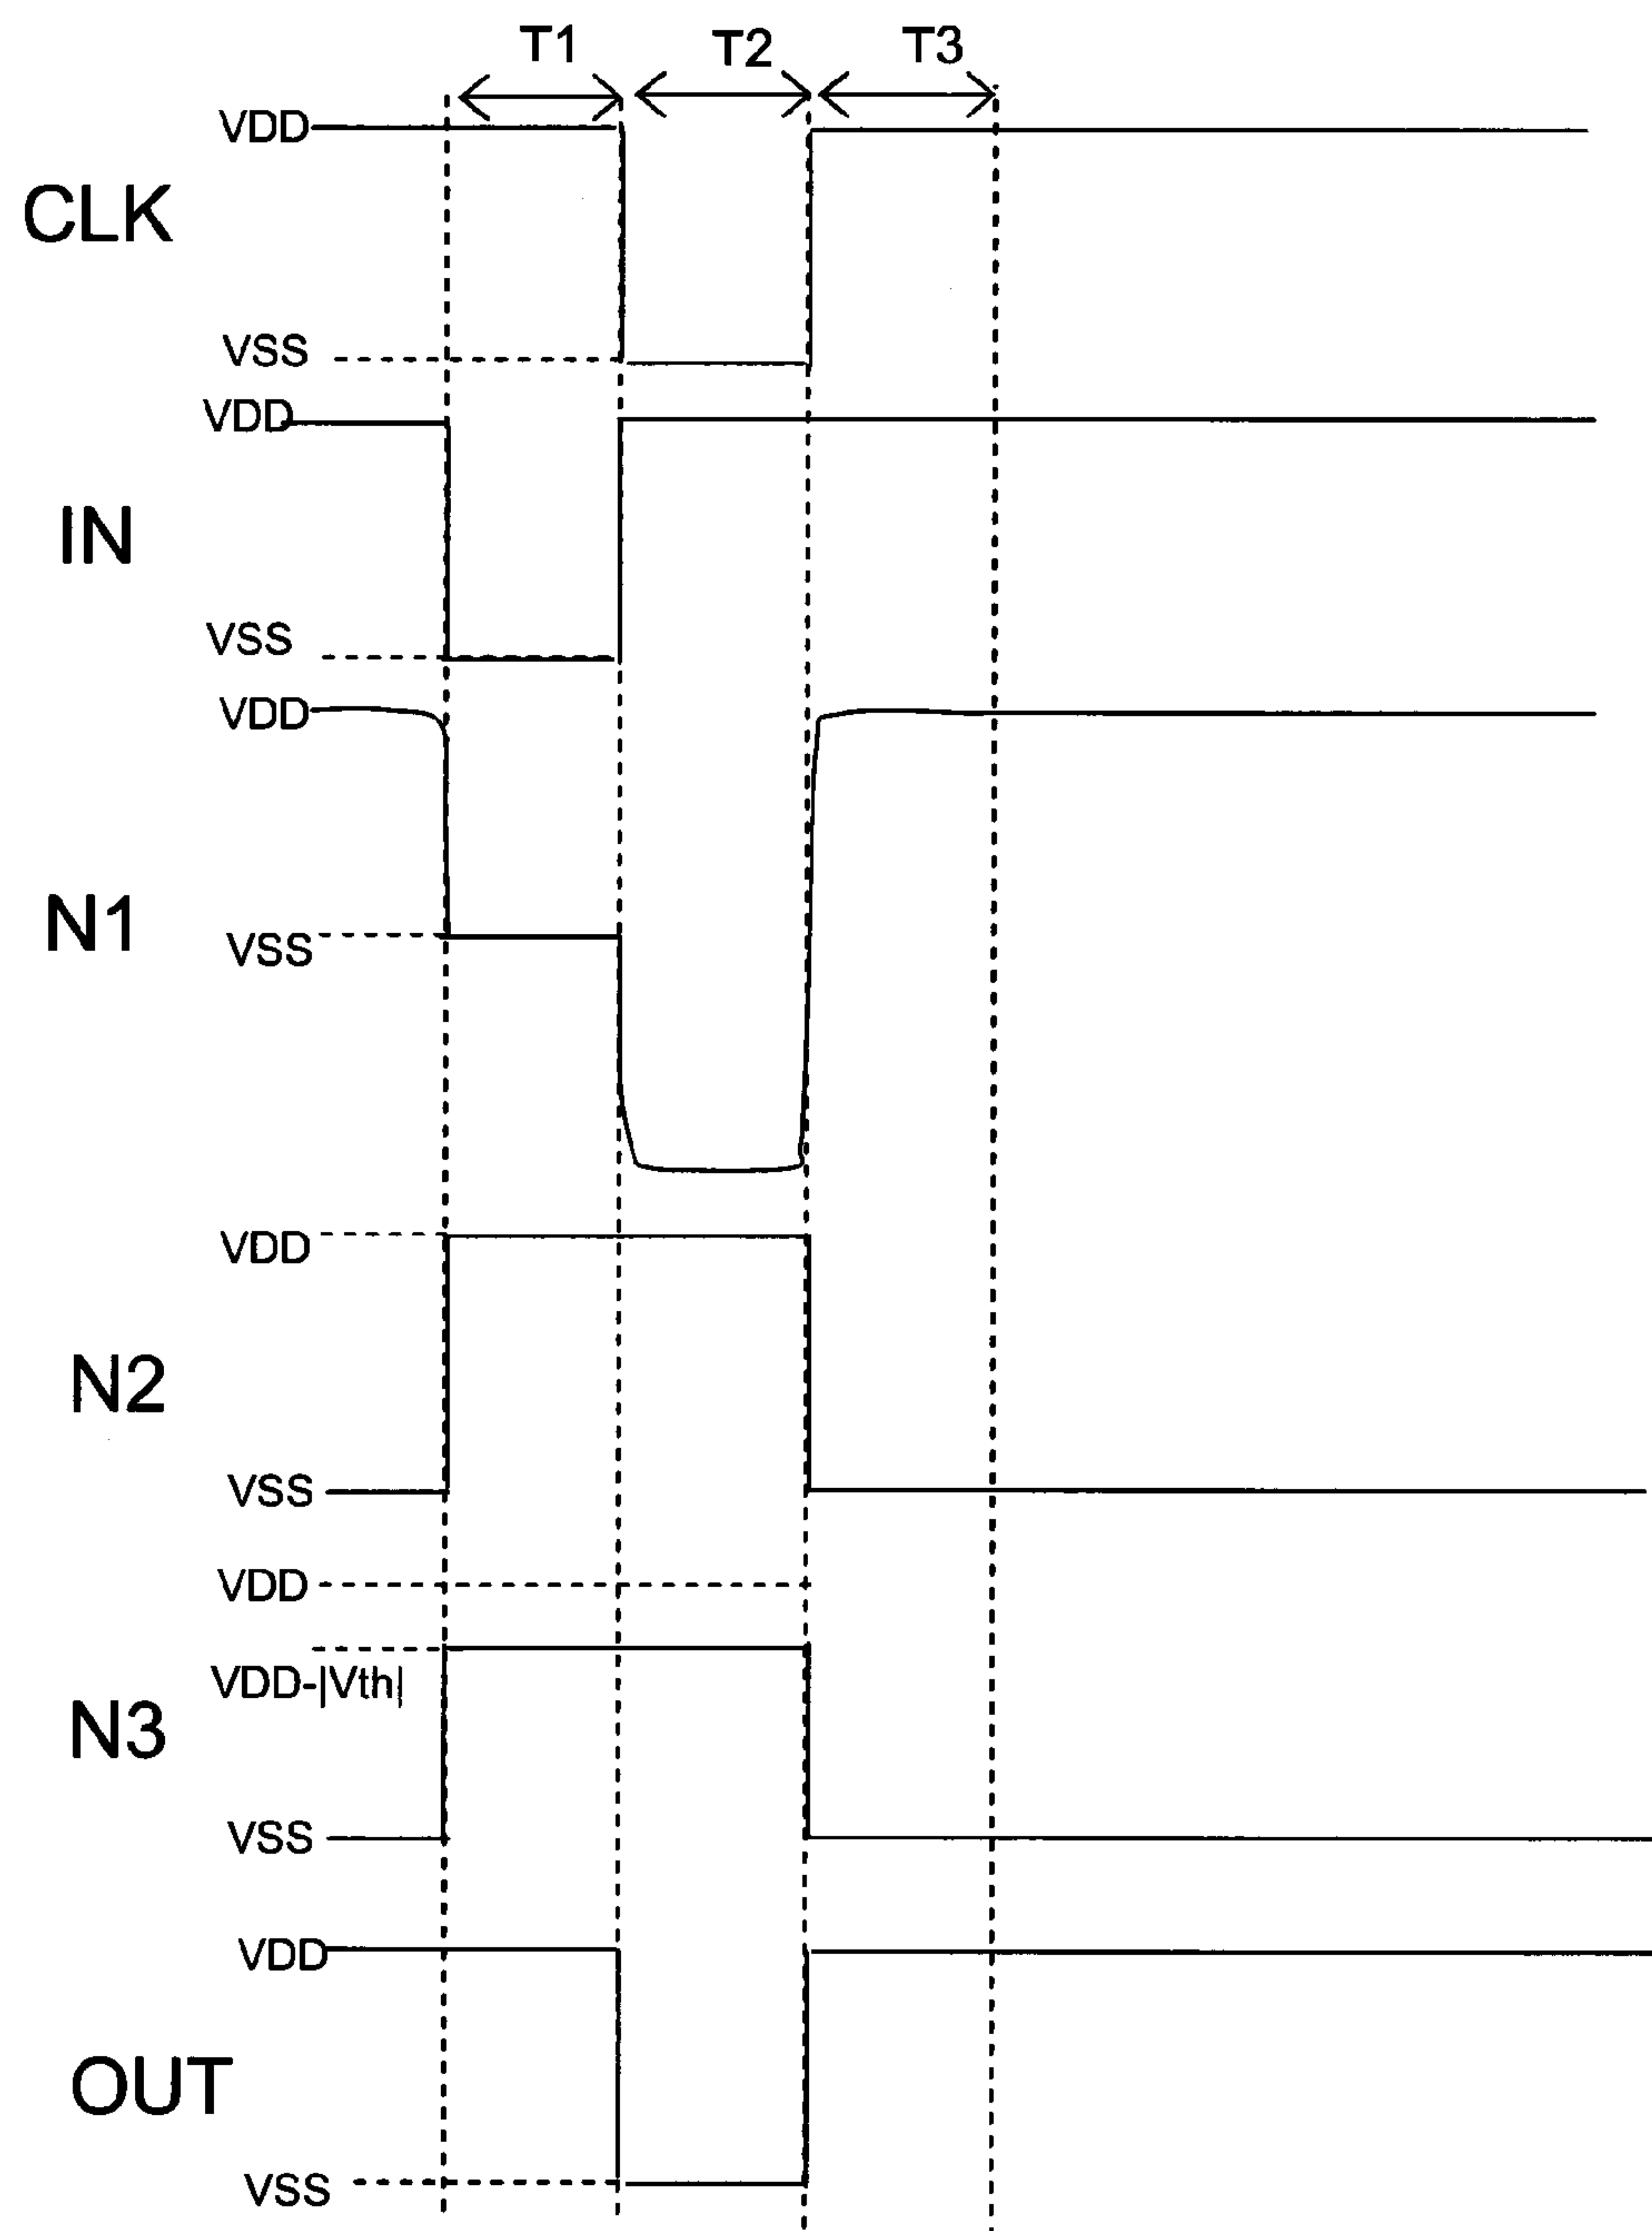 T1 T2 T3
VDD
CLK
VSS
VDD
IN
VSS
VDD
N1
VSS
VDD
N2
VSS
VDD
VDD-|Vth|
N3
VSS
VDD
OUT
VSS